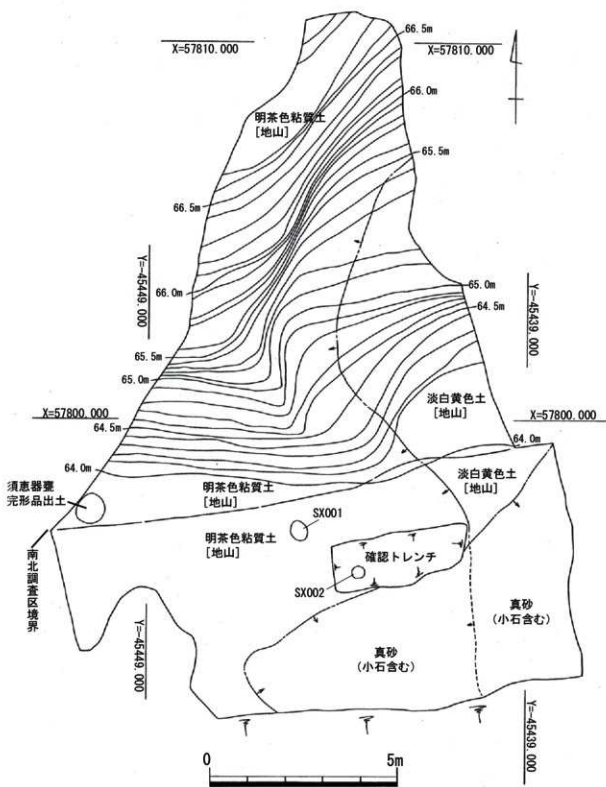 66.5m
X=57810.000
X=57810.000
66.0m
明茶色粘質土
[地山]
65.5m
66.5m
Y=-45449.000
66.0m
65.0m
64.5m
Y=-45439.000
65.5m
65.0m
淡白黄色土
[地山]
X=57800.000
X=57800.000
64.5m
64.0m
64.0m
淡白黄色土
[地山]
須恵器甕
完形品出土
明茶色粘質土
[地山]
明茶色粘質土
[地山]
SX001
確認トレンチ
SX002
南北調査区境界
真砂
(小石含む)
真砂
(小石含む)
Y=-45449.000
Y=-45439.000
0
5m